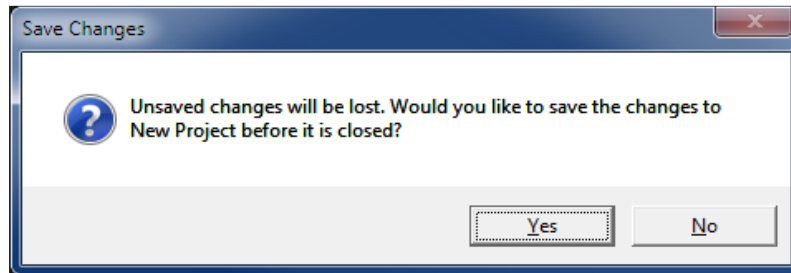 Save Changes
Unsaved changes will be lost. Would you like to save the changes to
New Project before it is closed?
Yes
No